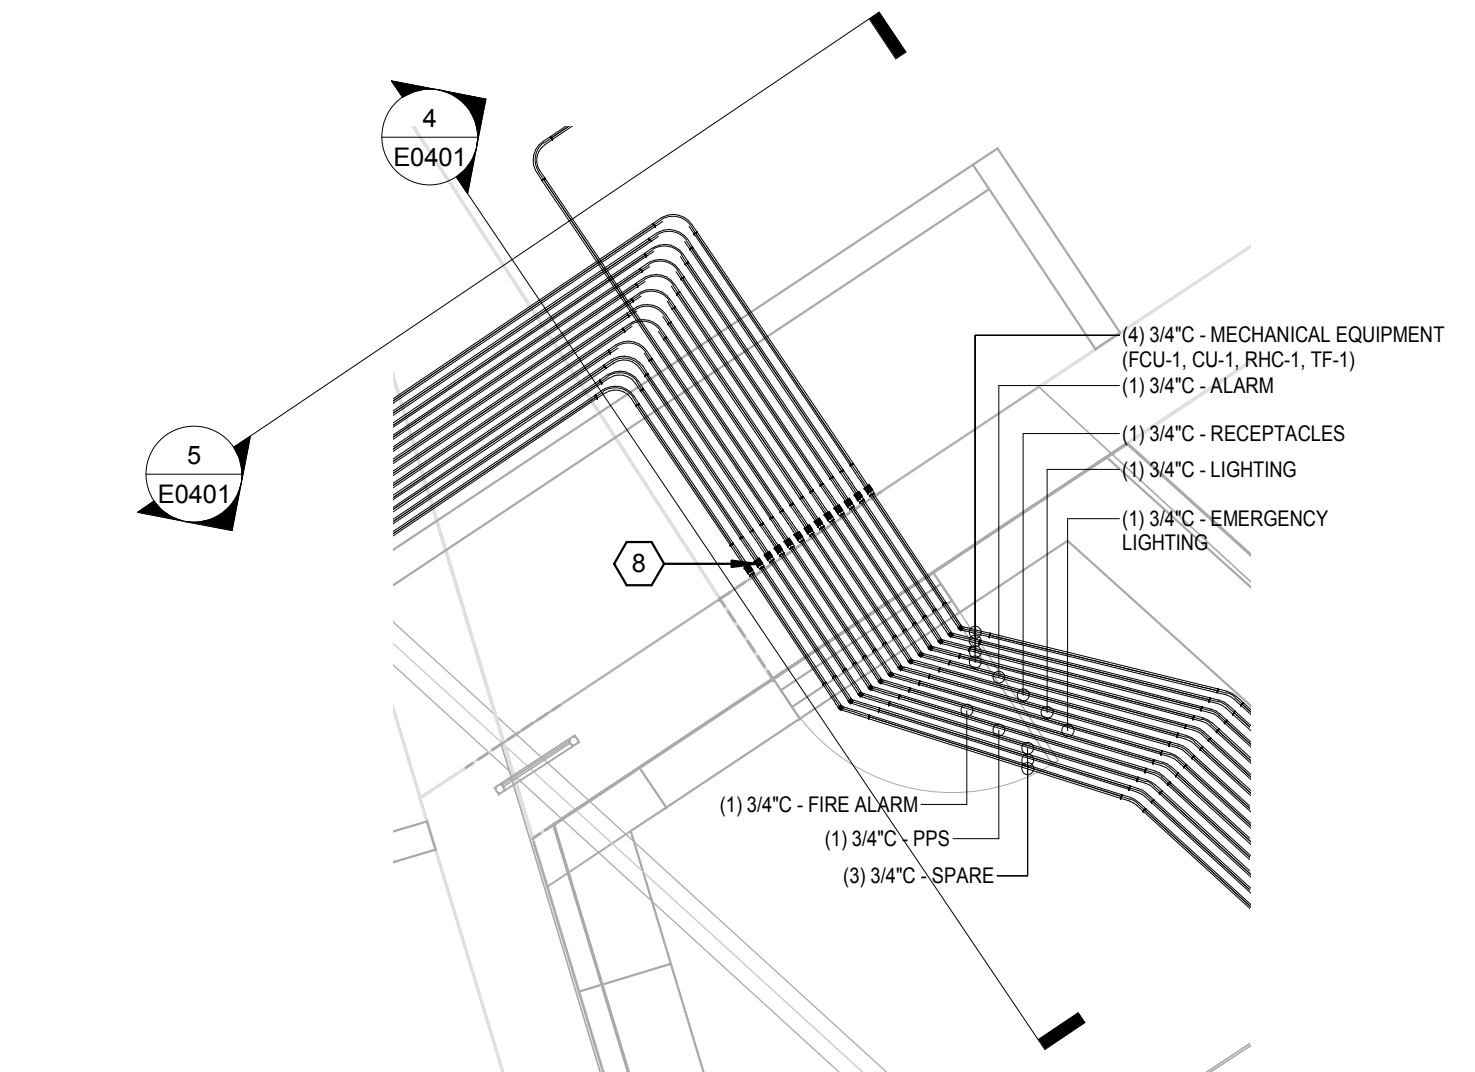 4
E0401
(4) 3/4"C - MECHANICAL EQUIPMENT
(FCU-1, CU-1, RHC-1, TF-1)
(1) 3/4"C - ALARM
(1) 3/4"C - RECEPTACLES
5
E0401
(1) 3/4"C - LIGHTING
(1) 3/4"C - EMERGENCY
LIGHTING
8
(1) 3/4"C - FIRE ALARM
(1) 3/4"C - PPS
(3) 3/4"C - SPARE